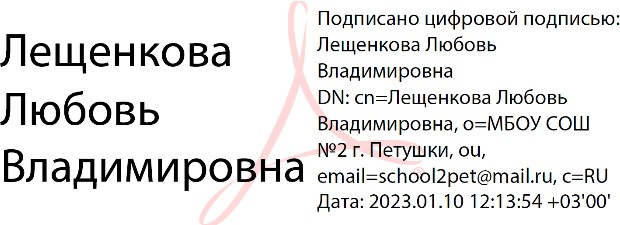 Лещенкова
Любовь
Владимировна
Подписано цифровой подписью:
Лещенкова Любовь
Владимировна
DN: cn=Лещенкова Любовь
Владимировна, o=МБОУ СОШ
№2 г. Петушки, ou,
email=school2pet@mail.ru, c=RU
Дата: 2023.01.10 12:13:54 +03'00'